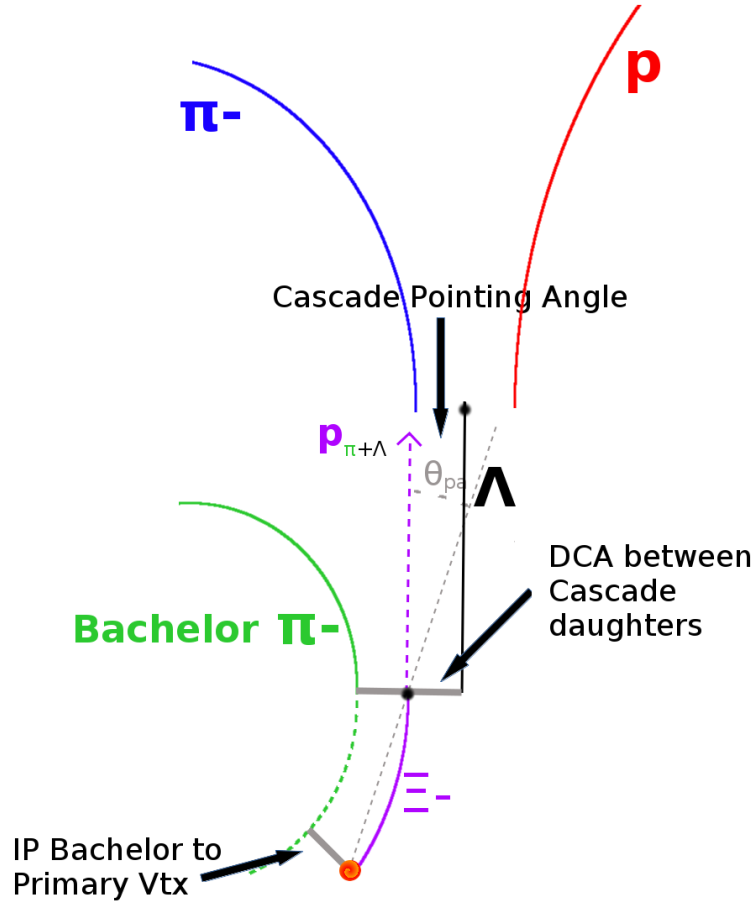 p
π-
Cascade Pointing Angle
pπ+Λ
θpa
Λ
DCA between
Cascade
daughters
Bachelor π-
Ξ-
IP Bachelor to
Primary Vtx